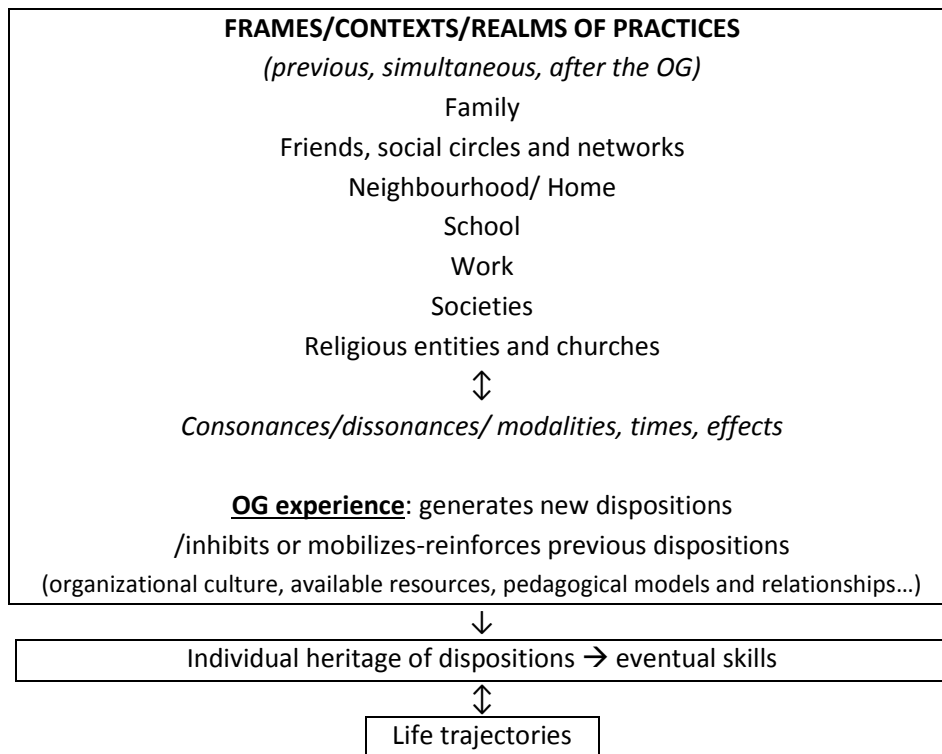 FRAMES/CONTEXTS/REALMS OF PRACTICES
(previous, simultaneous, after the OG)
Family
Friends, social circles and networks
Neighbourhood/ Home
School
Work
Societies
Religious entities and churches
↕
Consonances/dissonances/ modalities, times, effects
OG experience: generates new dispositions
/inhibits or mobilizes-reinforces previous dispositions
(organizational culture, available resources, pedagogical models and relationships…)
↓
Individual heritage of dispositions → eventual skills
↕
Life trajectories